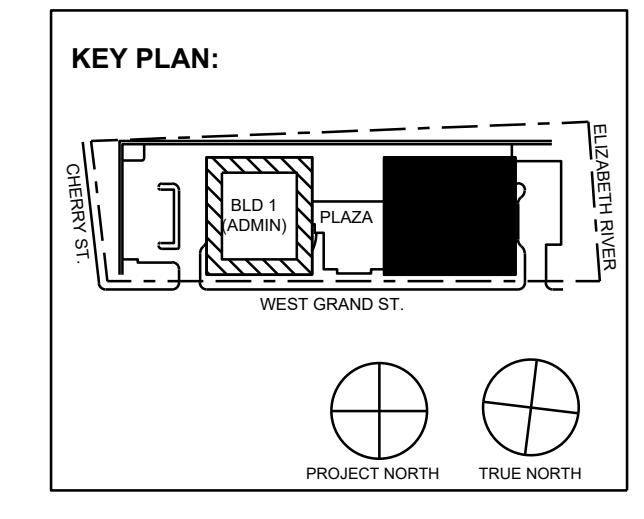 KEY PLAN:
CHERRY ST.
BLD 1
(ADMIN)
PLAZA
ELIZABETH RIVER
WEST GRAND ST.
PROJECT NORTH
TRUE NORTH